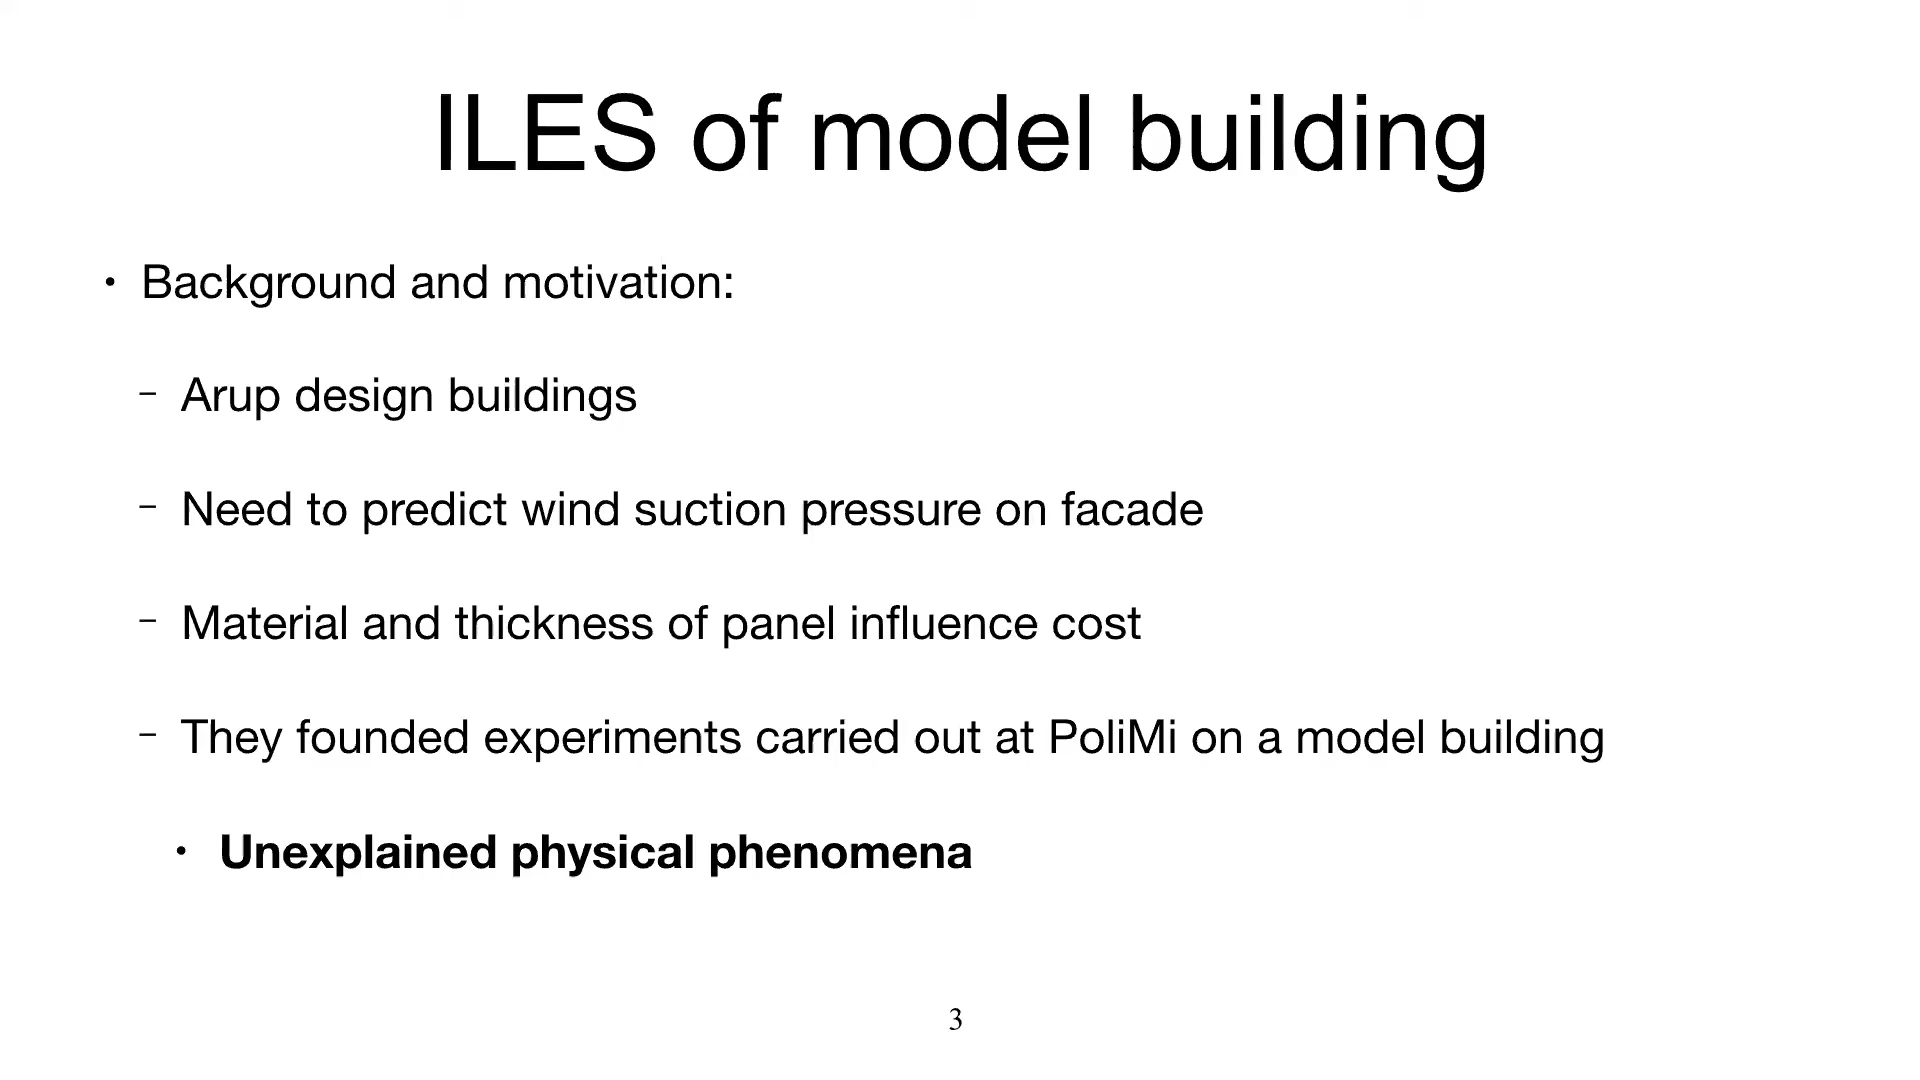 ILES of model building
• Background and motivation:
– Arup design buildings
– Need to predict wind suction pressure on facade
– Material and thickness of panel influence cost
– They founded experiments carried out at PoliMi on a model building
• Unexplained physical phenomena
3